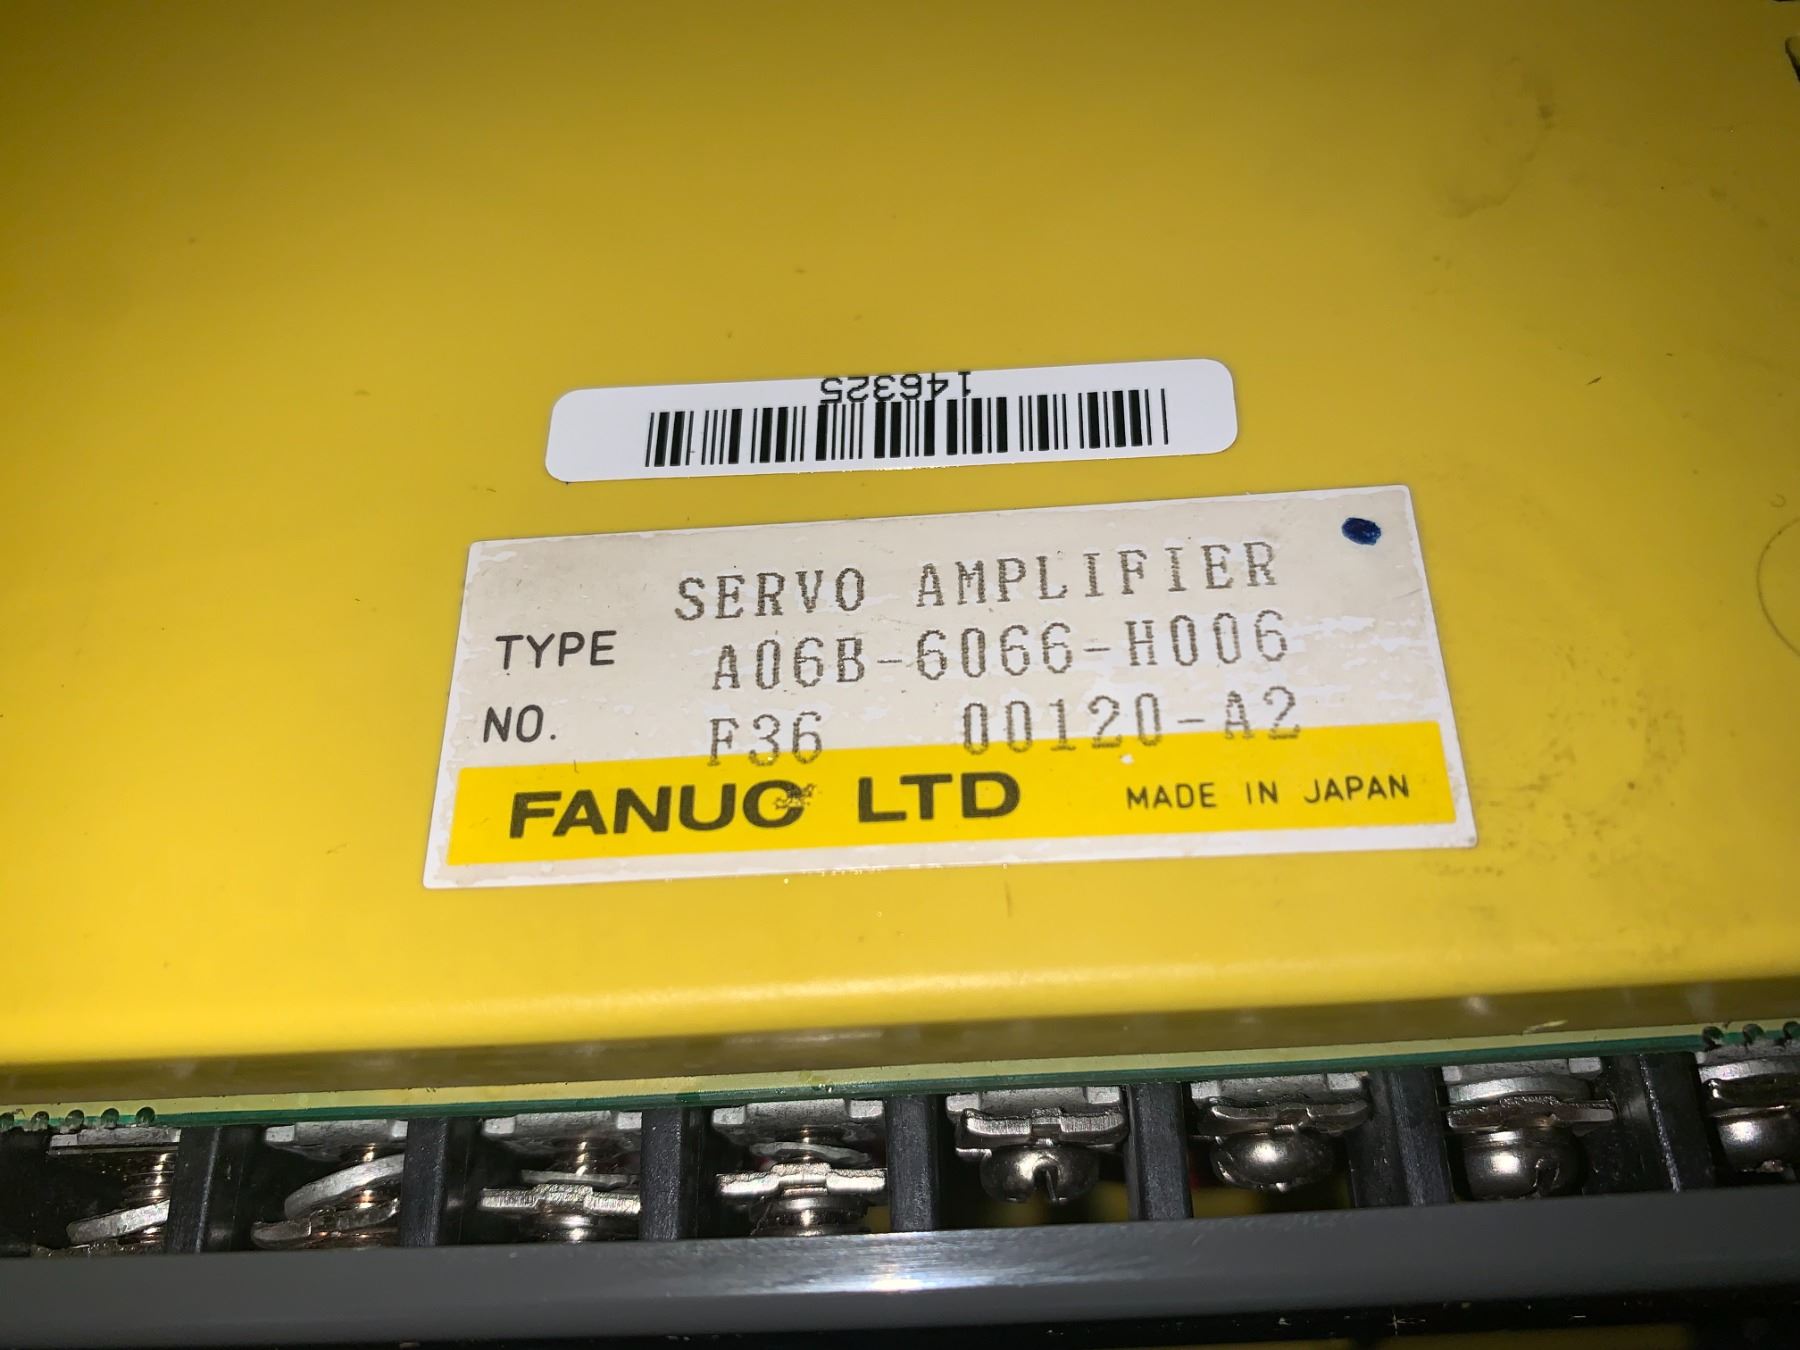 146325
SERVO AMPLIFIER
TYPE A06B-6066-H006
NO. F36 00120-A2
FANUC LTD MADE IN JAPAN